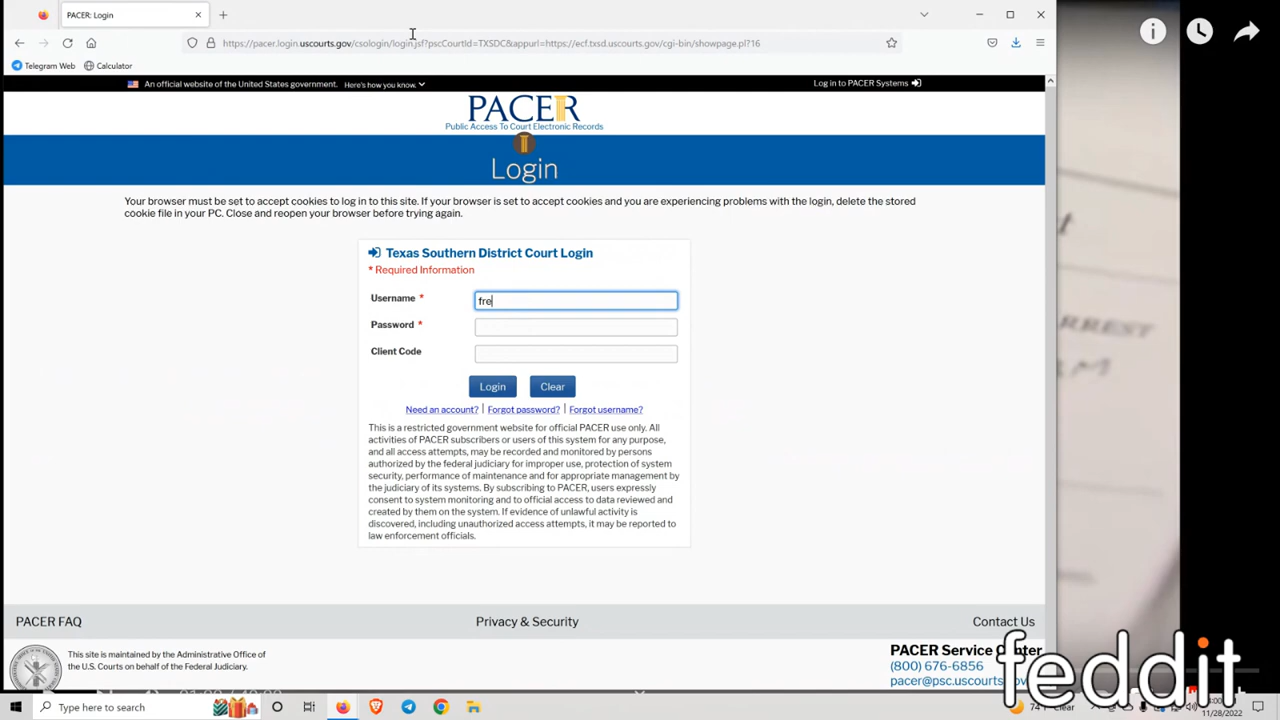 PACER: Login
https://pacer.login.uscourts.gov/csologin/login.jsf?pscCourtId=TXSDC&appurl=https://ecf.txsd.uscourts.gov/cgi-bin/showpage.pl?16
Telegram Web Calculator
An official website of the United States government. Here's how you know. Log in to PACER Systems
PACER
Public Access To Court Electronic Records
Login
Your browser must be set to accept cookies to log in to this site. If your browser is set to accept cookies and you are experiencing problems with the login, delete the stored
cookie file in your PC. Close and reopen your browser before trying again.
Texas Southern District Court Login
* Required Information
Username * fre
Password *
Client Code
Login Clear
Need an account? | Forgot password? | Forgot username?
This is a restricted government website for official PACER use only. All
activities of PACER subscribers or users of this system for any purpose,
and all access attempts, may be recorded and monitored by persons
authorized by the federal judiciary for improper use, protection of system
security, performance of maintenance and for appropriate management by
the judiciary of its systems. By subscribing to PACER, users expressly
consent to system monitoring and to official access to data reviewed and
created by them on the system. If evidence of unlawful activity is
discovered, including unauthorized access attempts, it may be reported to
law enforcement officials.
PACER FAQ Privacy & Security Contact Us
This site is maintained by the Administrative Office of
the U.S. Courts on behalf of the Federal Judiciary.
PACER Service
(800) 676-6856
pacer@psc.uscourts.gov
feddit
Type here to search
Clear
11/28/2022